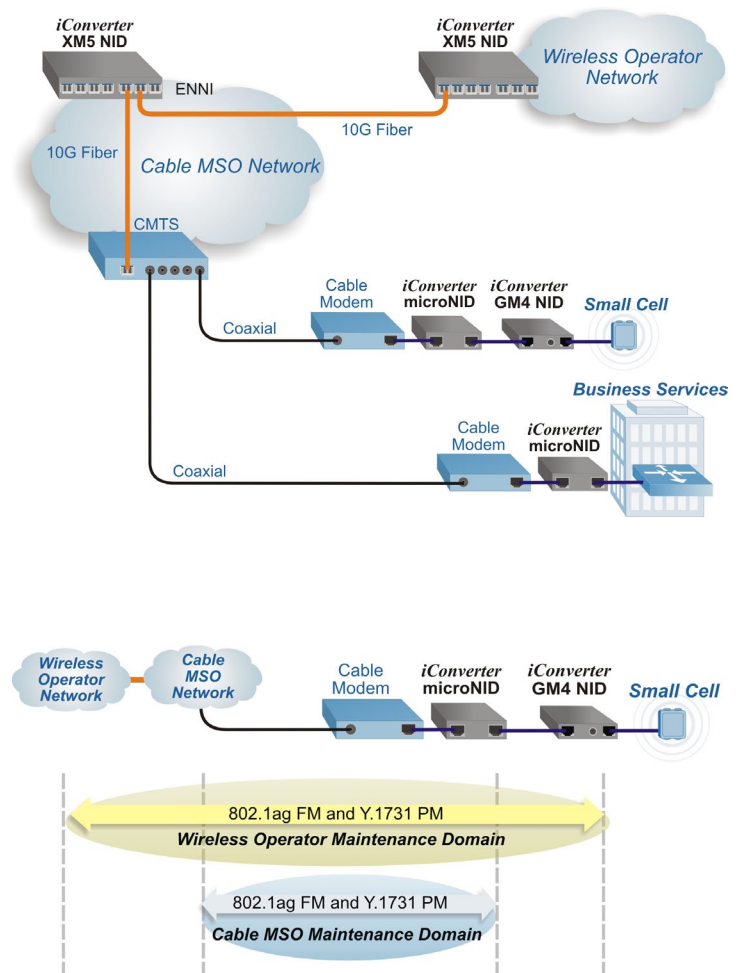 iConverter
XM5 NID
iConverter
XM5 NID
Wireless Operator
Network
ENNI
10G Fiber
10G Fiber
Cable MSO Network
CMTS
Cable
Modem
iConverter
microNID
iConverter
GM4 NID
Small Cell
Coaxial
Business Services
Cable
Modem
iConverter
microNID
Coaxial
Wireless
Operator
Network
Cable
MSO
Network
Cable
Modem
iConverter
microNID
iConverter
GM4 NID
Small Cell
802.1ag FM and Y.1731 PM
Wireless Operator Maintenance Domain
802.1ag FM and Y.1731 PM
Cable MSO Maintenance Domain